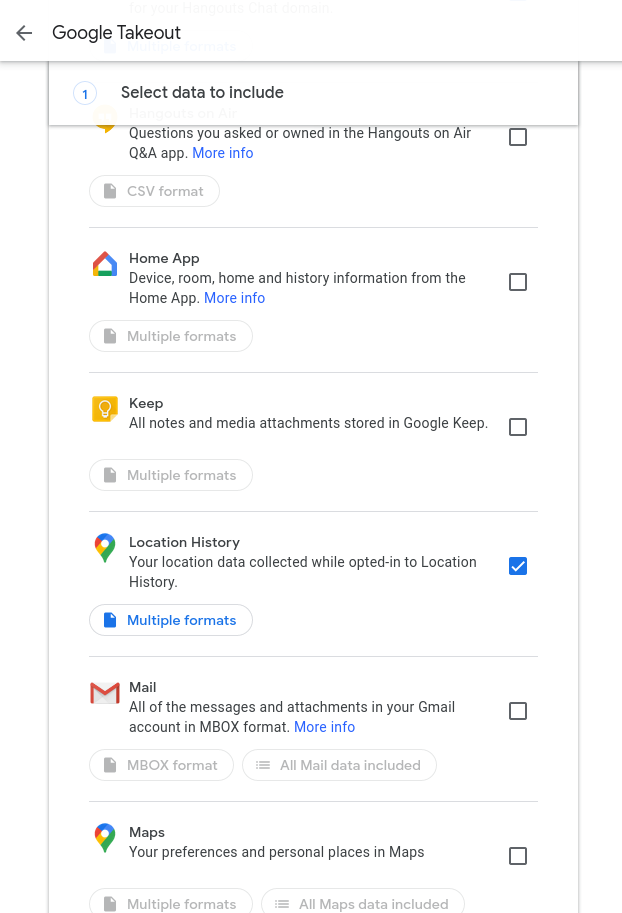 for your Hangouts Chat domain.
Google Takeout
Multiple formats
1 Select data to include
Hangouts on Air
Questions you asked or owned in the Hangouts on Air
Q&A app. More info
CSV format
Home App
Device, room, home and history information from the
Home App. More info
Multiple formats
Keep
All notes and media attachments stored in Google Keep.
Multiple formats
Location History
Your location data collected while opted-in to Location
History.
Multiple formats
Mail
All of the messages and attachments in your Gmail
account in MBOX format. More info
MBOX format All Mail data included
Maps
Your preferences and personal places in Maps
Multiple formats All Maps data included